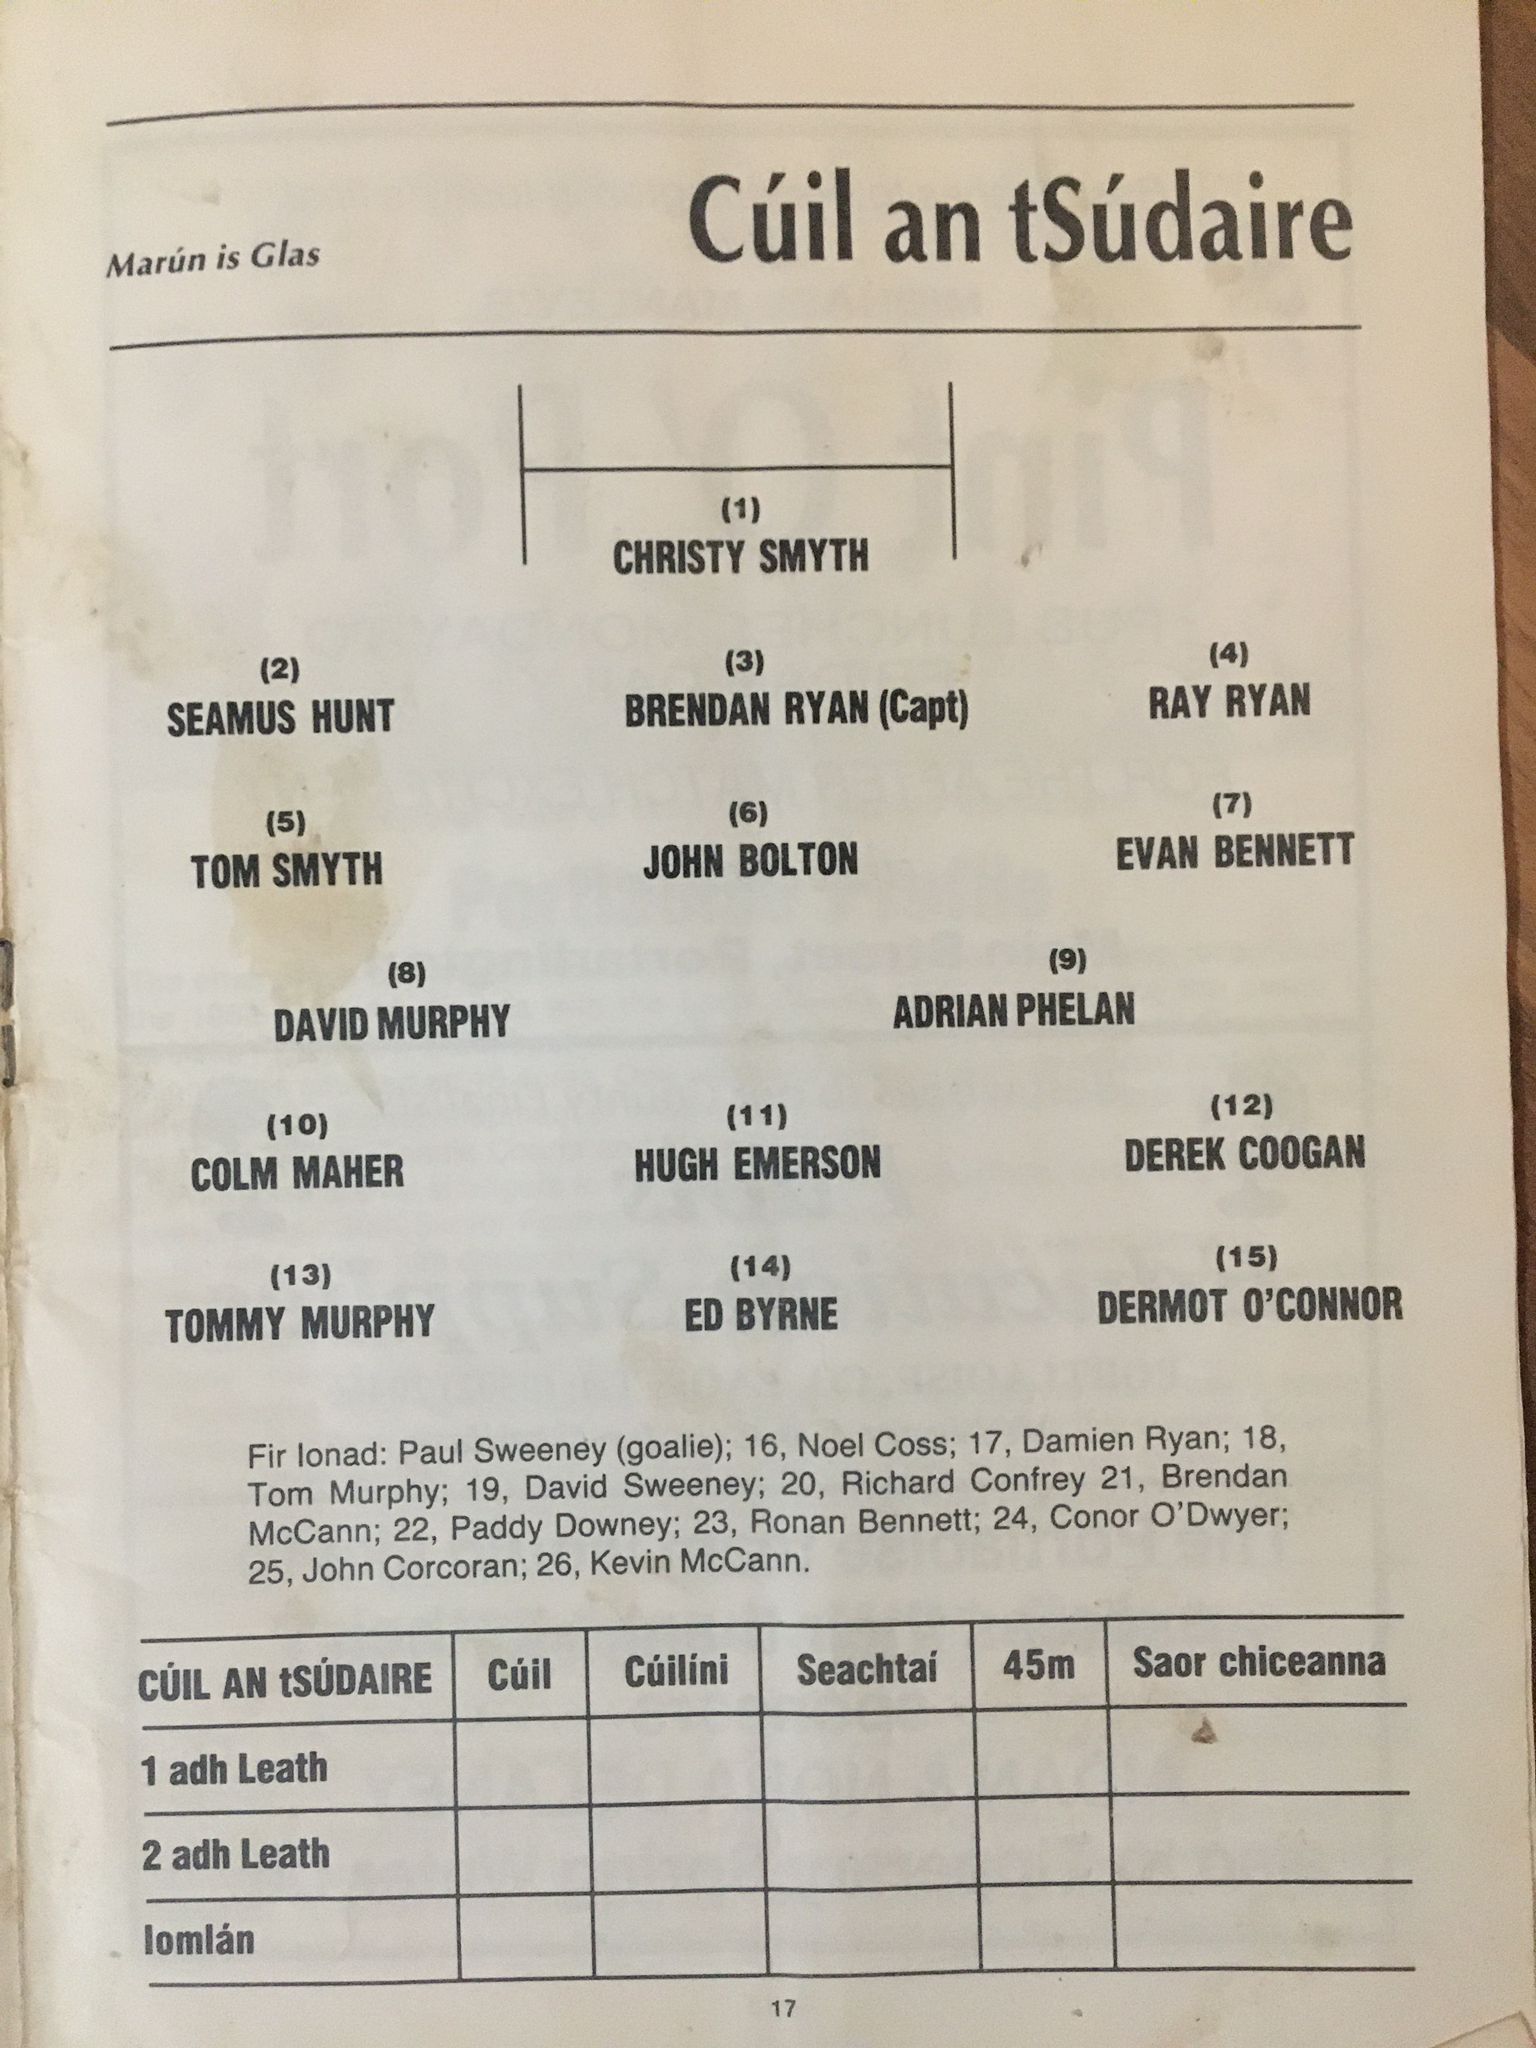 Cúil an tSúdaire
Marún is Glas
(1)
CHRISTY SMYTH
(2)
SEAMUS HUNT
(3)
BRENDAN RYAN (Capt)
(4)
RAY RYAN
(5)
TOM SMYTH
(6)
JOHN BOLTON
(7)
EVAN BENNETT
(8)
DAVID MURPHY
(9)
ADRIAN PHELAN
(10)
COLM MAHER
(11)
HUGH EMERSON
(12)
DEREK COOGAN
(13)
TOMMY MURPHY
(14)
ED BYRNE
(15)
DERMOT O'CONNOR
Fir Ionad: Paul Sweeney (goalie); 16, Noel Coss; 17, Damien Ryan; 18,
Tom Murphy; 19, David Sweeney; 20, Richard Confrey 21, Brendan
McCann; 22, Paddy Downey; 23, Ronan Bennett; 24, Conor O'Dwyer;
25, John Corcoran; 26, Kevin McCann.
CÚIL AN tSÚDAIRE Cúil Cúilíni Seachtaí 45m Saor chiceanna
1 adh Leath
2 adh Leath
Iomlán
17